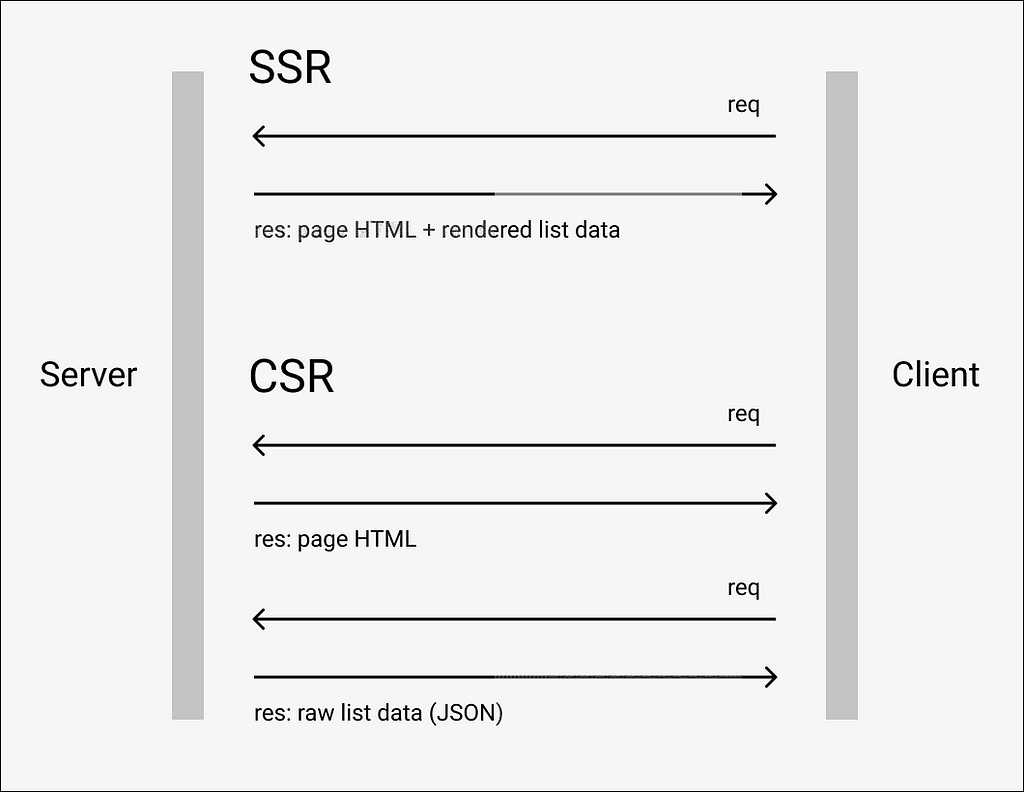 SSR
req
res: page HTML + rendered list data
Server
CSR
Client
req
res: page HTML
req
res: raw list data (JSON)